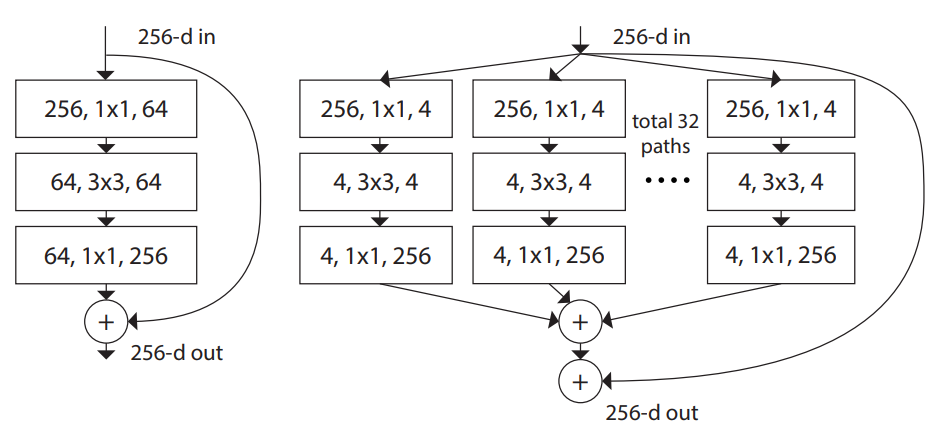 256-d in
256, 1x1, 64
64, 3x3, 64
64, 1x1, 256
+
256-d out
256-d in
256, 1x1, 4
256, 1x1, 4
256, 1x1, 4
total 32
paths
4, 3x3, 4
4, 3x3, 4
....
4, 3x3, 4
4, 1x1, 256
4, 1x1, 256
4, 1x1, 256
+
+
256-d out